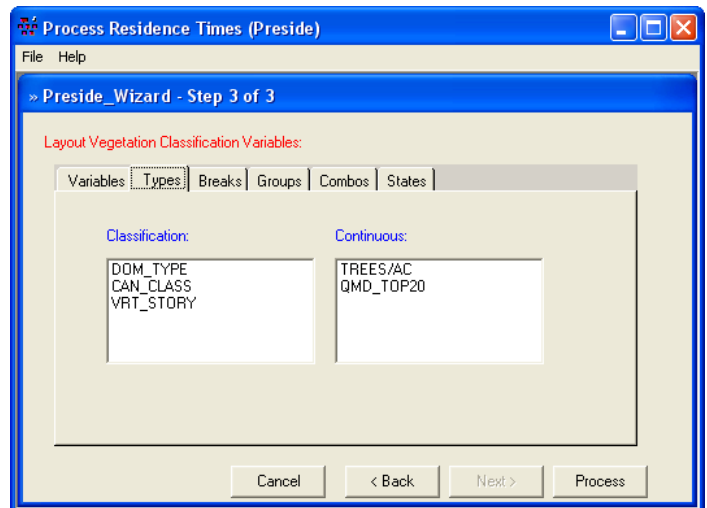 Process Residence Times (Preside)
File Help
» Preside_Wizard - Step 3 of 3
Layout Vegetation Classification Variables:
Variables Types Breaks Groups Combos States
Classification: Continuous:
DOM_TYPE TREES/AC
CAN_CLASS QMD_TOP20
VRT_STORY
Cancel < Back Next > Process